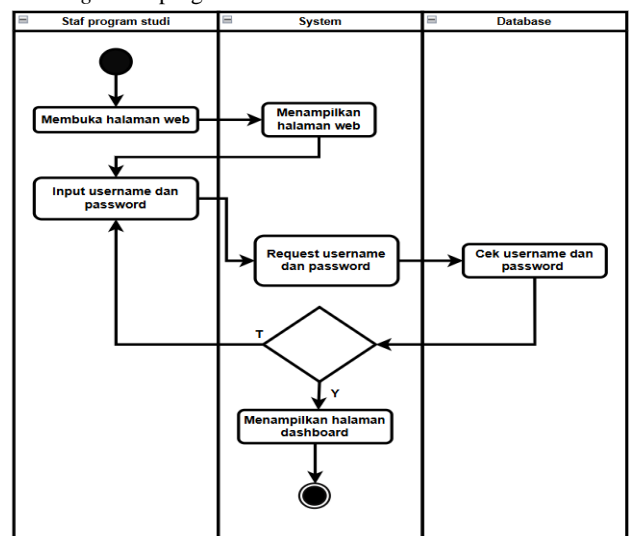 Staf program studi
System
Database
Membuka halaman web
Menampilkan
halaman web
Input username dan
password
Request username
dan password
Cek username dan
password
T
Y
Menampilkan halaman
dashboard